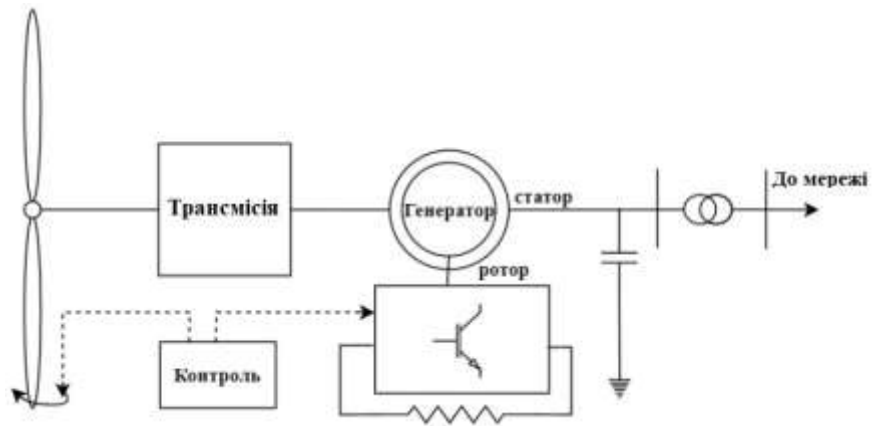 До мережі
Трансмісія
Генератор
статор
ротор
Контроль